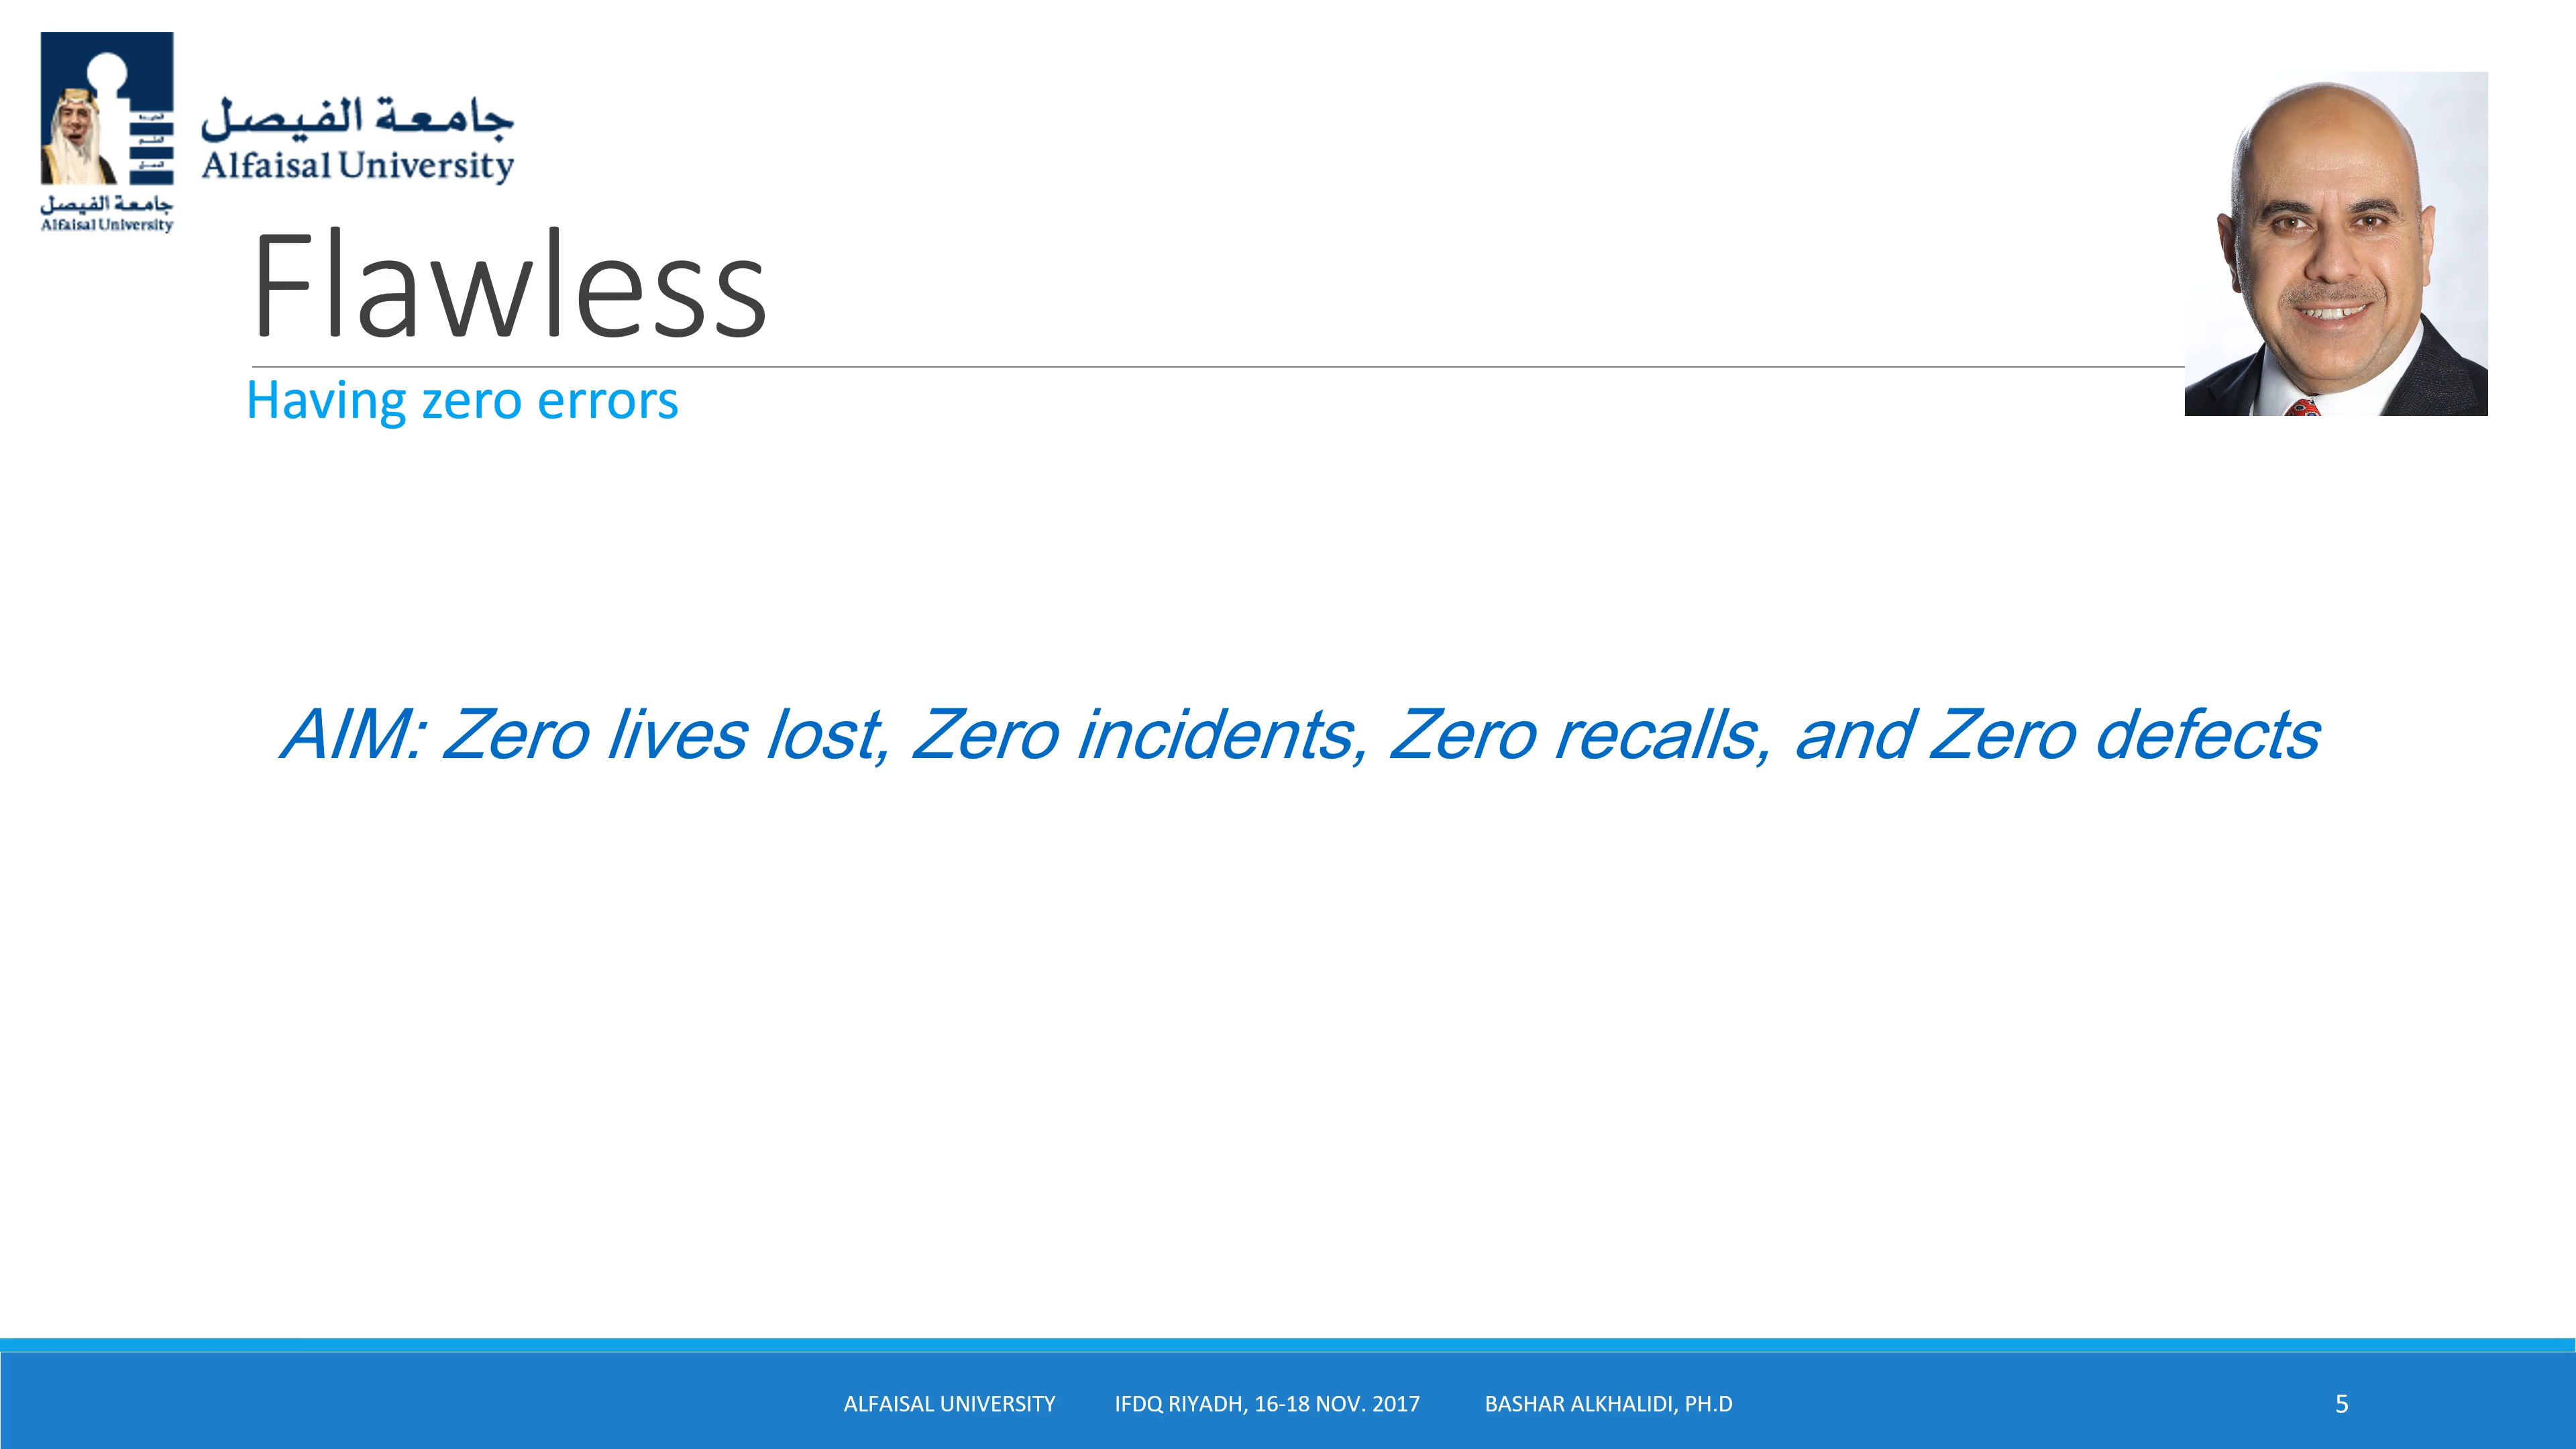 جامعة الفيصل
Alfaisal University
جامعة الفيصل
Alfaisal University
Flawless
Having zero errors
AIM: Zero lives lost, Zero incidents, Zero recalls, and Zero defects
ALFAISAL UNIVERSITY IFDQ RIYADH, 16-18 NOV. 2017 BASHAR ALKHALIDI, PH.D 5